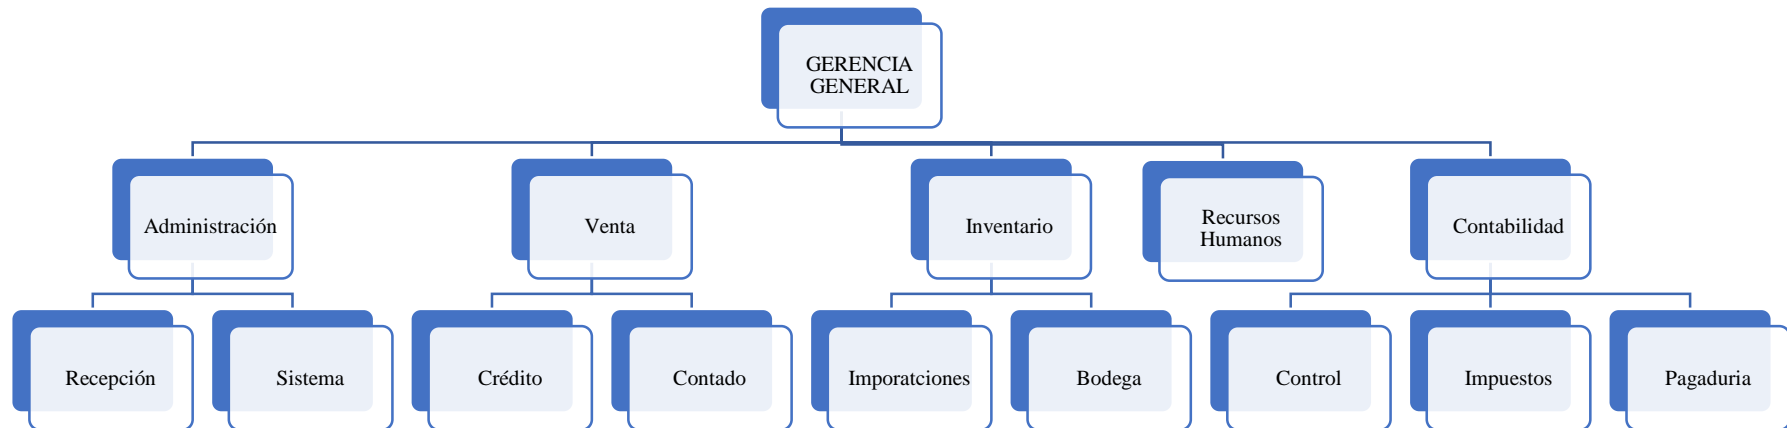 GERENCIA
GENERAL
Administración
Venta
Inventario
Recursos
Humanos
Contabilidad
Recepción
Sistema
Crédito
Contado
Imporatciones
Bodega
Control
Impuestos
Pagaduria